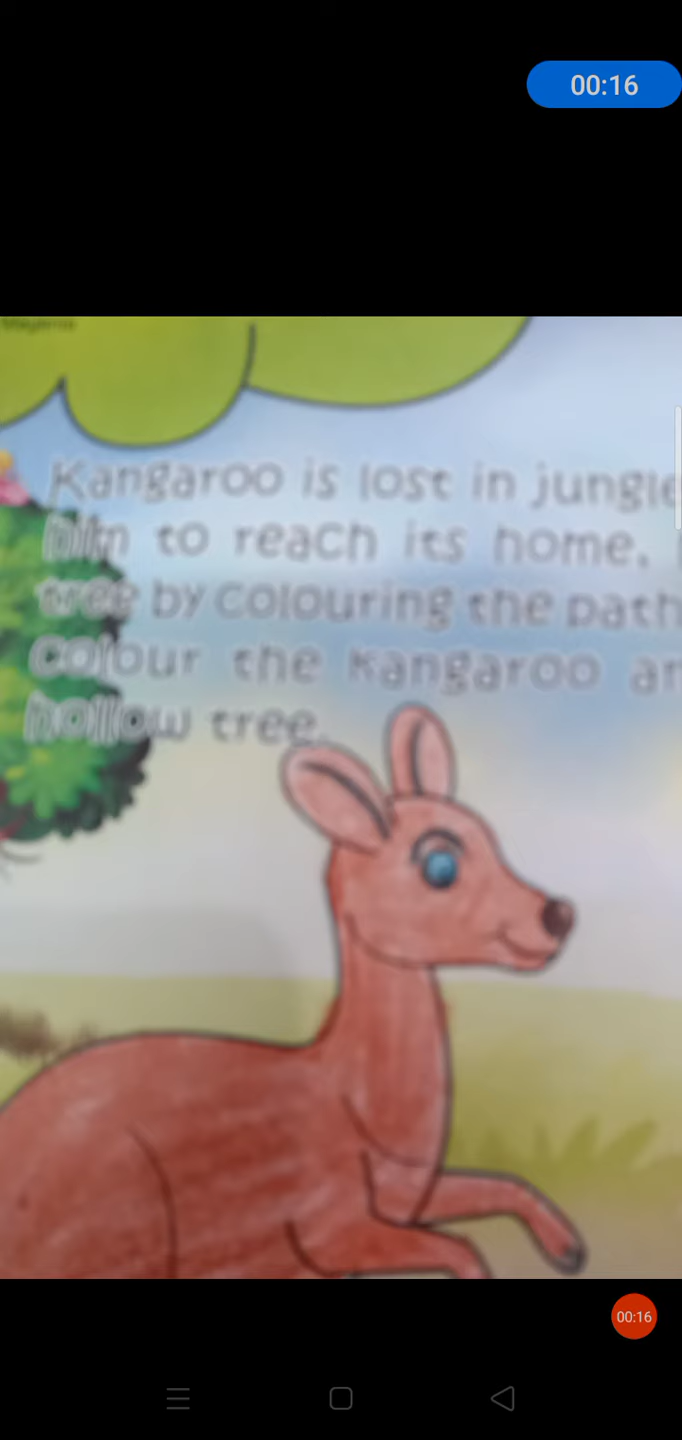 00:16
Kangaroo is lost in jungle
him to reach its home.
tree by colouring the path
colour the kangaroo an
hollow tree.
00:16